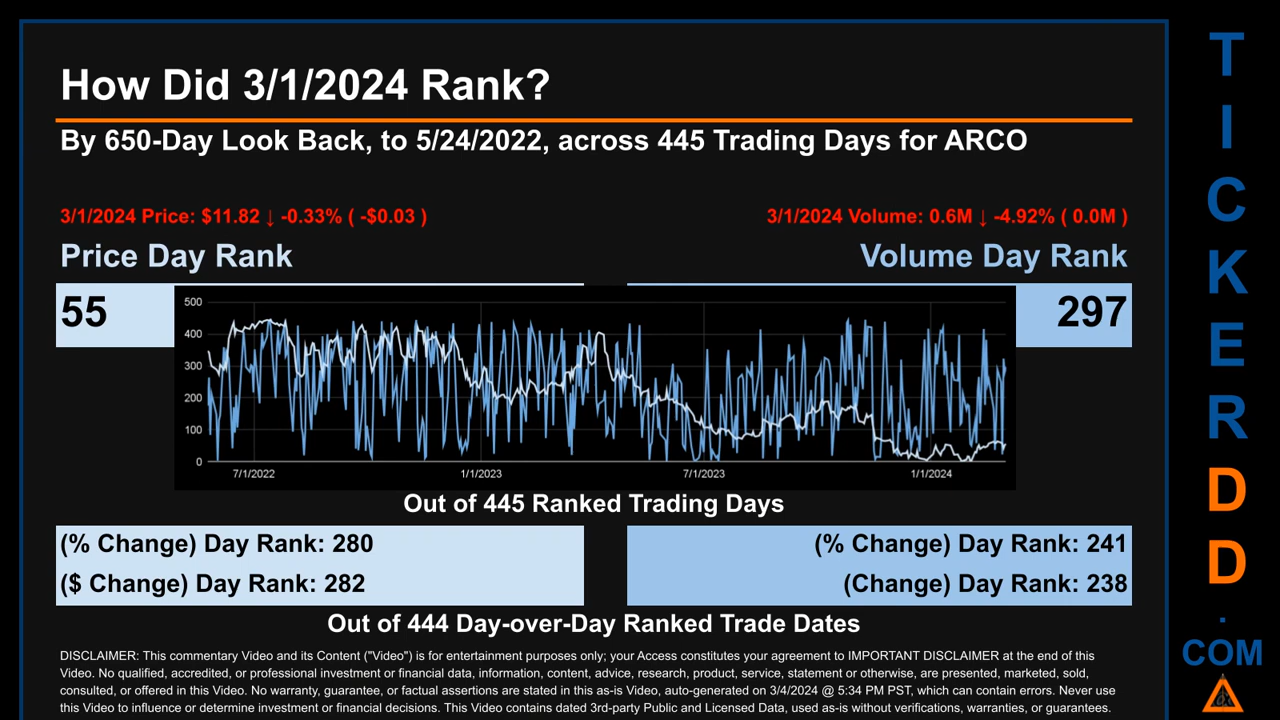 How Did 3/1/2024 Rank?
By 650-Day Look Back, to 5/24/2022, across 445 Trading Days for ARCO
3/1/2024 Price: $11.82 ↓ -0.33% ( -$0.03 )
3/1/2024 Volume: 0.6M ↓ -4.92% ( 0.0M )
Price Day Rank
Volume Day Rank
55
297
500
400
300
200
100
0
7/1/2022
1/1/2023
7/1/2023
1/1/2024
Out of 445 Ranked Trading Days
(% Change) Day Rank: 280
($ Change) Day Rank: 282
(% Change) Day Rank: 241
(Change) Day Rank: 238
Out of 444 Day-over-Day Ranked Trade Dates
DISCLAIMER: This commentary Video and its Content ("Video") is for entertainment purposes only; your Access constitutes your agreement to IMPORTANT DISCLAIMER at the end of this
Video. No qualified, accredited, or professional investment or financial data, information, content, advice, research, product, service, statement or otherwise, are presented, marketed, sold,
consulted, or offered in this Video. No warranty, guarantee, or factual assertions are stated in this as-is Video, auto-generated on 3/4/2024 @ 5:34 PM PST, which can contain errors. Never use
this Video to influence or determine investment or financial decisions. This Video contains dated 3rd-party Public and Licensed Data, used as-is without verifications, warranties, or guarantees.
T
I
C
K
E
R
D
D
.
COM